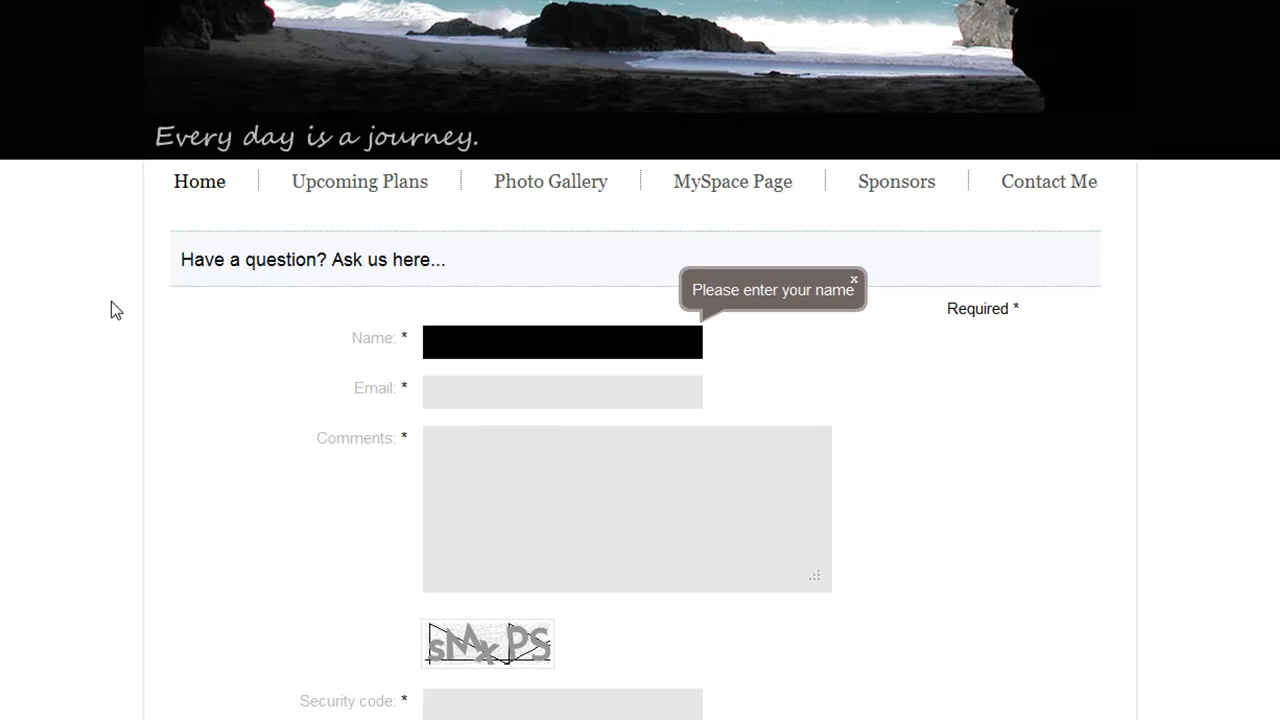 Every day is a journey.
Home
Upcoming Plans
Photo Gallery
MySpace Page
Sponsors
Contact Me
Have a question? Ask us here...
Please enter your name
x
Required *
Name: *
Email: *
Comments: *
sMxPS
Security code: *